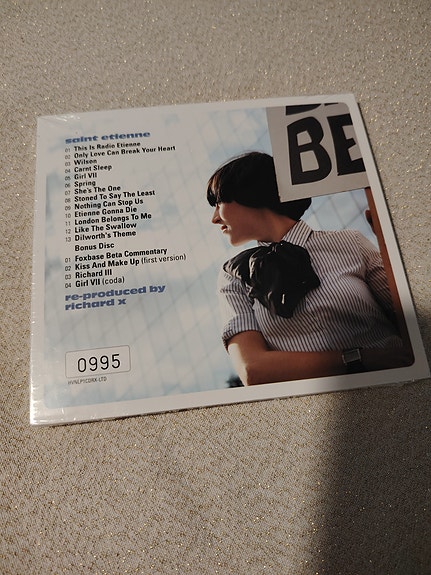 saint etienne
01 This Is Radio Etienne
02 Only Love Can Break Your Heart
03 Wilson
04 Carnt Sleep
05 Girl VII
06 Spring
07 She's The One
08 Stoned To Say The Least
09 Nothing Can Stop Us
10 Etienne Gonna Die
11 London Belongs To Me
12 Like The Swallow
13 Dilworth's Theme
Bonus Disc
01 Foxbase Beta Commentary
02 Kiss And Make Up (first version)
03 Richard III
04 Girl VII (coda)
re-produced by
richard x
0995
HVNLP1CDRX-LTD
BE